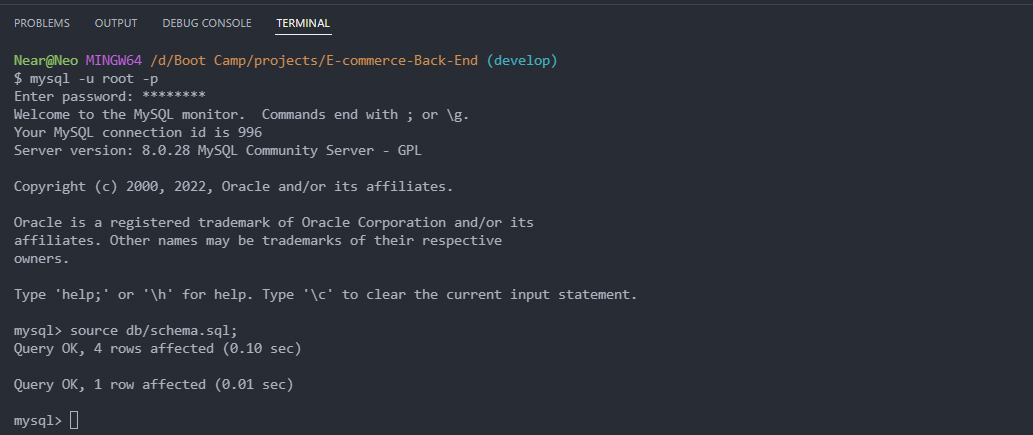 PROBLEMS OUTPUT DEBUG CONSOLE TERMINAL
Near@Neo MINGW64 /d/Boot Camp/projects/E-commerce-Back-End (develop)
$ mysql -u root -p
Enter password: ********
Welcome to the MySQL monitor.  Commands end with ; or \g.
Your MySQL connection id is 996
Server version: 8.0.28 MySQL Community Server - GPL
Copyright (c) 2000, 2022, Oracle and/or its affiliates.
Oracle is a registered trademark of Oracle Corporation and/or its
affiliates. Other names may be trademarks of their respective
owners.
Type 'help;' or '\h' for help. Type '\c' to clear the current input statement.
mysql> source db/schema.sql;
Query OK, 4 rows affected (0.10 sec)
Query OK, 1 row affected (0.01 sec)
mysql>